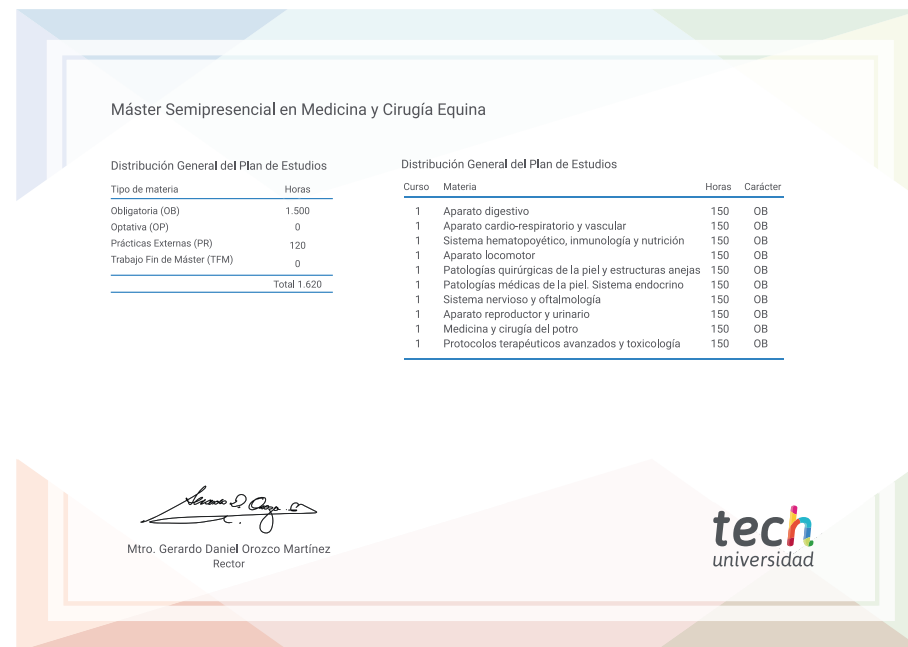 Máster Semipresencial en Medicina y Cirugía Equina
Distribución General del Plan de Estudios
Tipo de materia Horas
Obligatoria (OB) 1.500
Optativa (OP) 0
Prácticas Externas (PR) 120
Trabajo Fin de Máster (TFM) 0
Total 1.620
Distribución General del Plan de Estudios
Curso Materia Horas Carácter
1 Aparato digestivo 150 OB
1 Aparato cardio-respiratorio y vascular 150 OB
1 Sistema hematopoyético, inmunología y nutrición 150 OB
1 Aparato locomotor 150 OB
1 Patologías quirúrgicas de la piel y estructuras anejas 150 OB
1 Patologías médicas de la piel. Sistema endocrino 150 OB
1 Sistema nervioso y oftalmología 150 OB
1 Aparato reproductor y urinario 150 OB
1 Medicina y cirugía del potro 150 OB
1 Protocolos terapéuticos avanzados y toxicología 150 OB
Mtro. Gerardo Daniel Orozco Martínez
Rector
tech
universidad